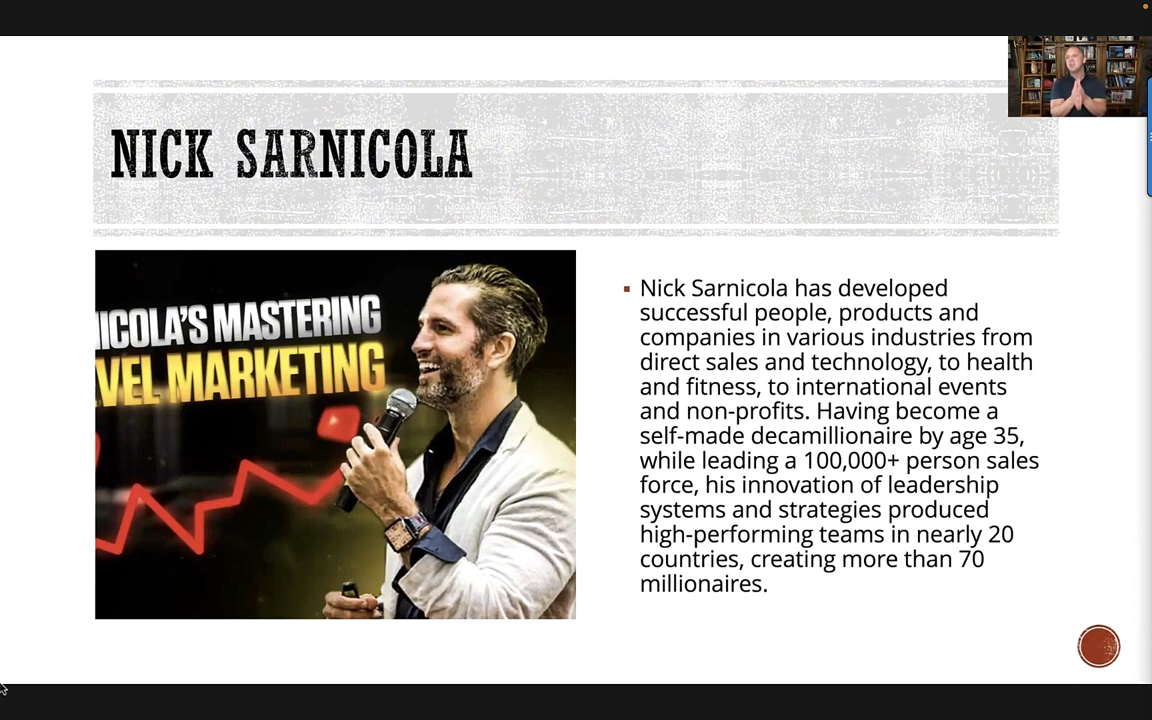 NICK SARNICOLA
NICOLA'S MASTERING
VEL MARKETING
Nick Sarnicola has developed
successful people, products and
companies in various industries from
direct sales and technology, to health
and fitness, to international events
and non-profits. Having become a
self-made decamillionaire by age 35,
while leading a 100,000+ person sales
force, his innovation of leadership
systems and strategies produced
high-performing teams in nearly 20
countries, creating more than 70
millionaires.